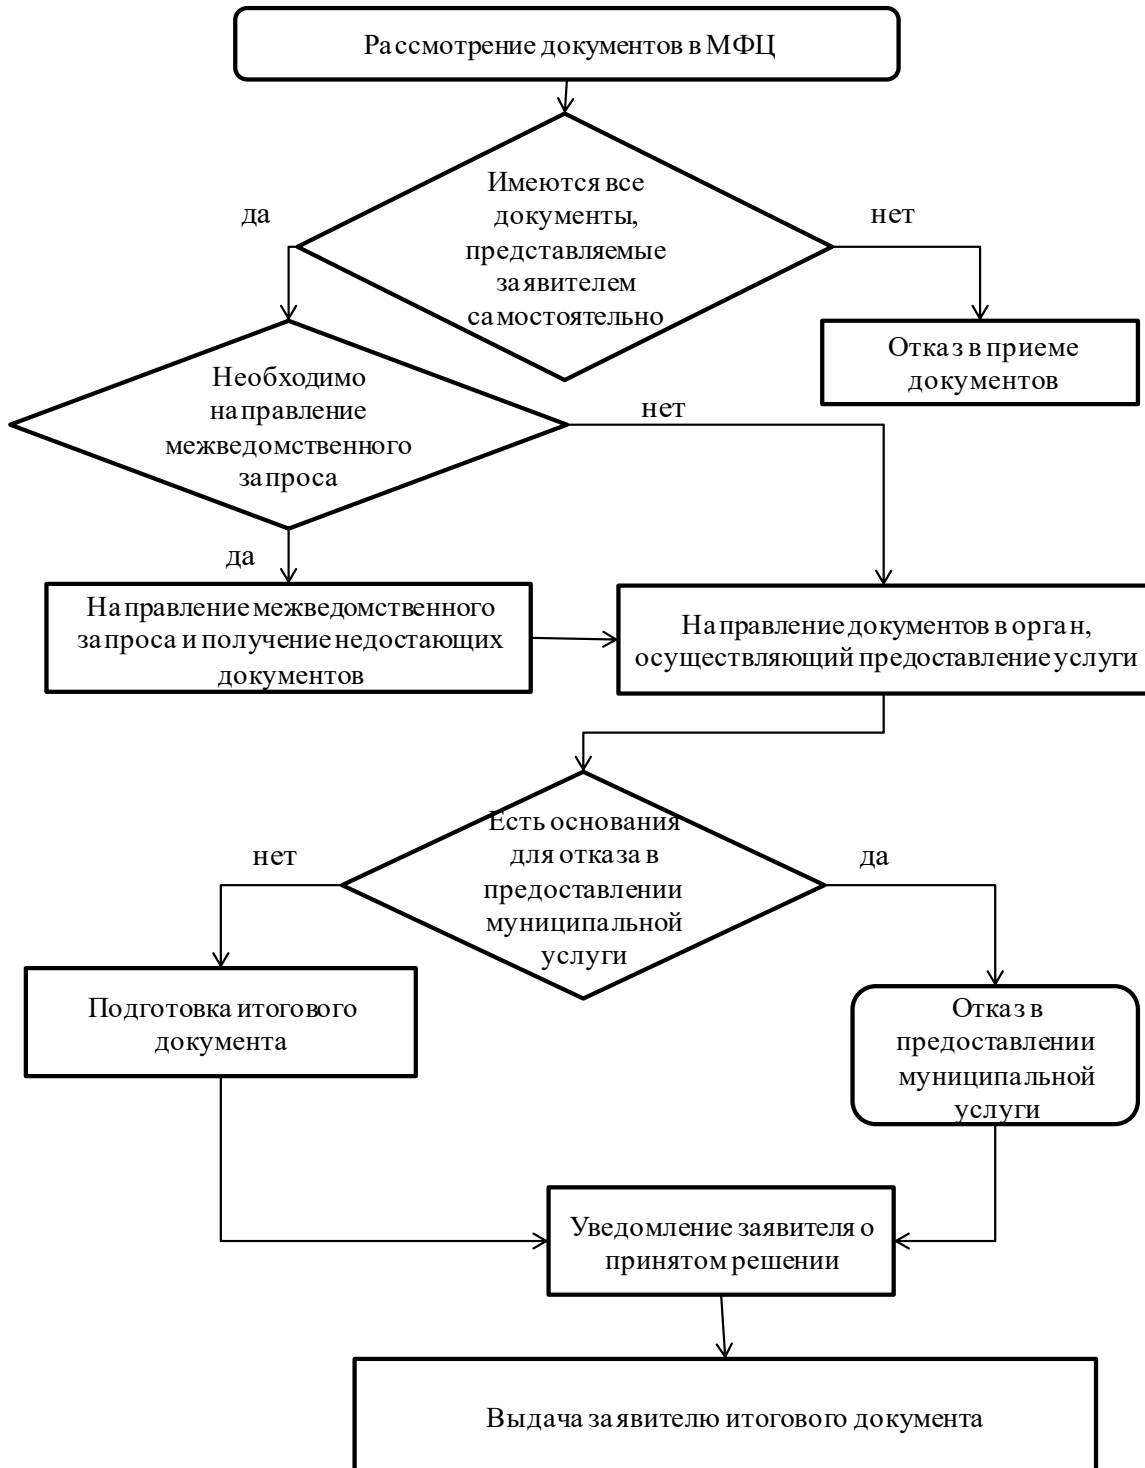 Рассмотрение документов в МФЦ
Имеются все
документы,
представляемые
заявителем
самостоятельно
да
нет
Отказ в приеме
документов
Необходимо
направление
межведомственного
запроса
нет
да
Направление межведомственного
запроса и получение недостающих
документов
Направление документов в орган,
осуществляющий предоставление услуги
Есть основания
для отказа в
предоставлении
муниципальной
услуги
нет
да
Подготовка итогового
документа
Отказ в
предоставлении
муниципальной
услуги
Уведомление заявителя о
принятом решении
Выдача заявителю итогового документа